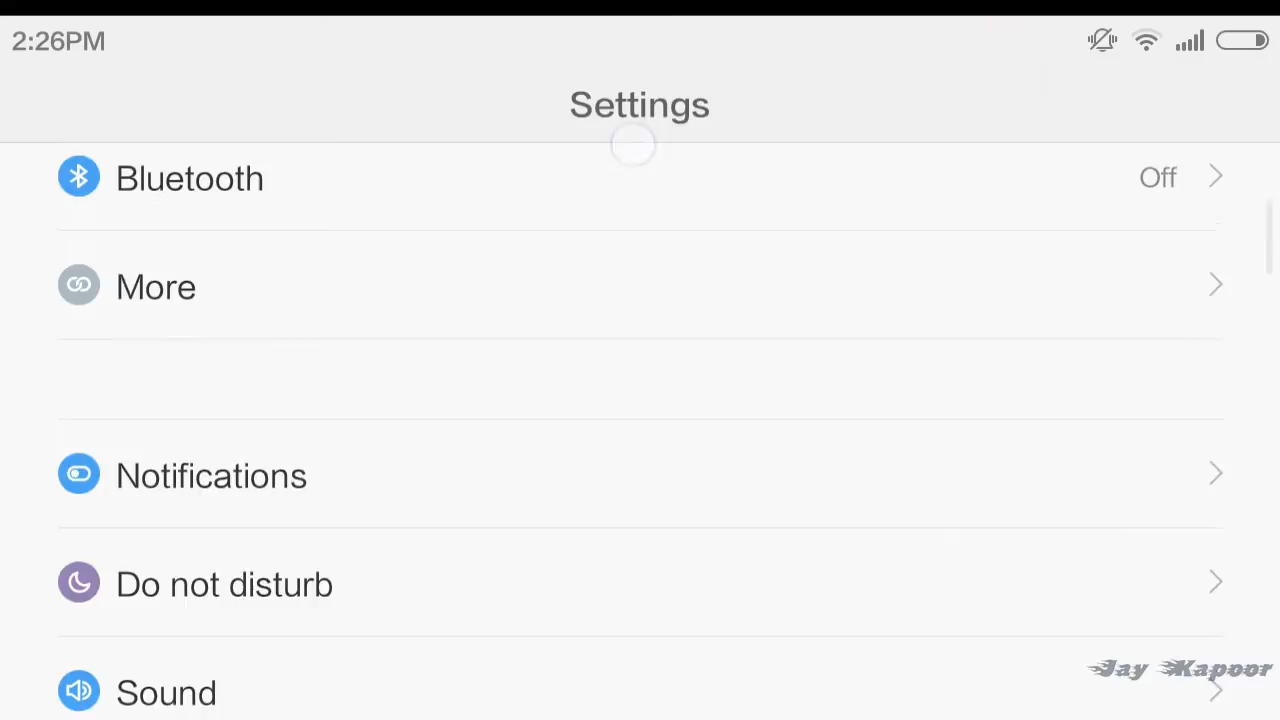 2:26PM
Settings
Bluetooth Off
More
Notifications
Do not disturb
Jay Kapoor
Sound